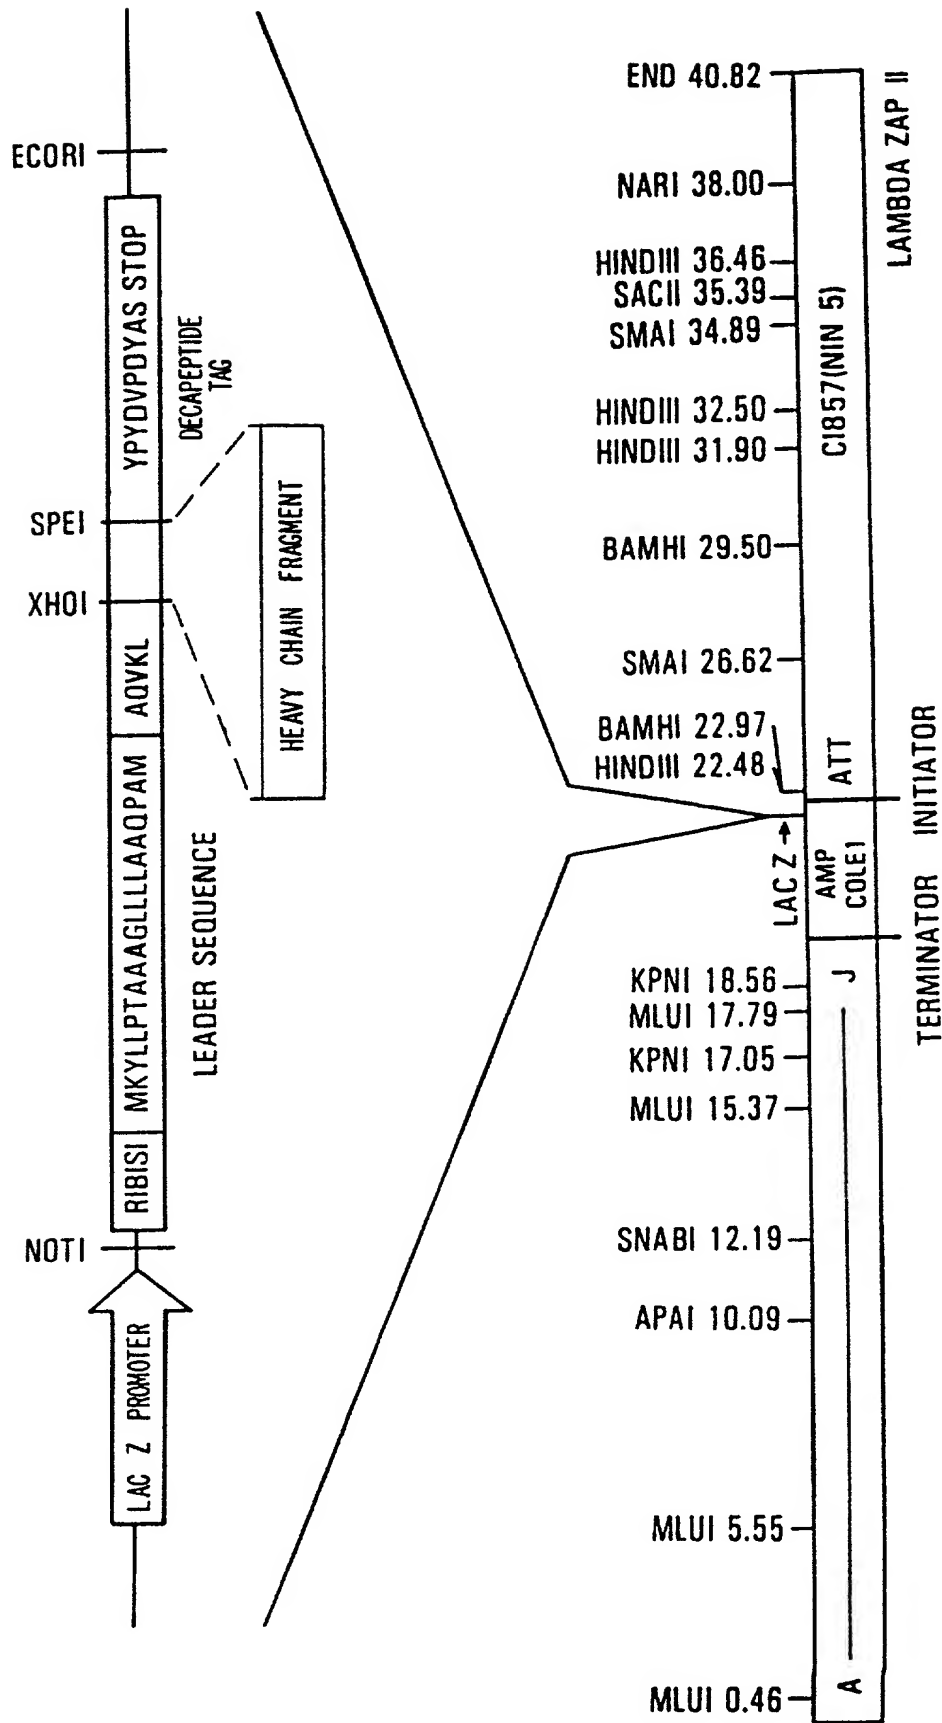 ECORI
YPYDVPDYAS STOP
DECAPEPTIDE
TAG
SPEI
XHOI
HEAVY CHAIN FRAGMENT
AQVKL
MKYLLPTAAAGLLLLAAQPAM
LEADER SEQUENCE
RIBISI
NOTI
LAC Z PROMOTER
END 40.82
NARI 38.00
HINDIII 36.46
SACII 35.39
SMAI 34.89
HINDIII 32.50
HINDIII 31.90
BAMHI 29.50
SMAI 26.62
BAMHI 22.97
HINDIII 22.48
LAC Z
KPNI 18.56
MLUI 17.79
KPNI 17.05
MLUI 15.37
SNABI 12.19
APAI 10.09
MLUI 5.55
MLUI 0.46
CI857(NIN 5)
ATT
AMP
COLE1
J
A
LAMBDA ZAP II
INITIATOR
TERMINATOR